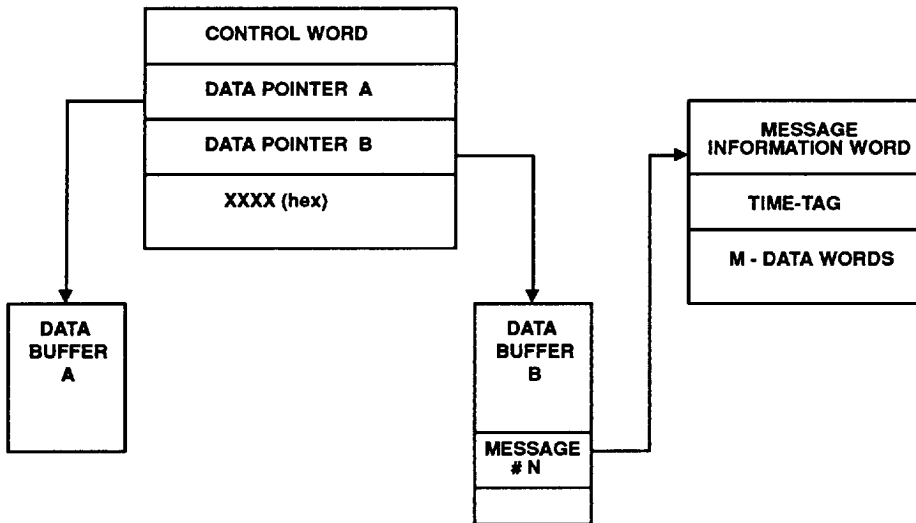 CONTROL WORD
DATA POINTER A
DATA POINTER B
XXXX (hex)
MESSAGE
INFORMATION WORD
TIME-TAG
M - DATA WORDS
DATA
BUFFER
A
DATA
BUFFER
B
MESSAGE
# N